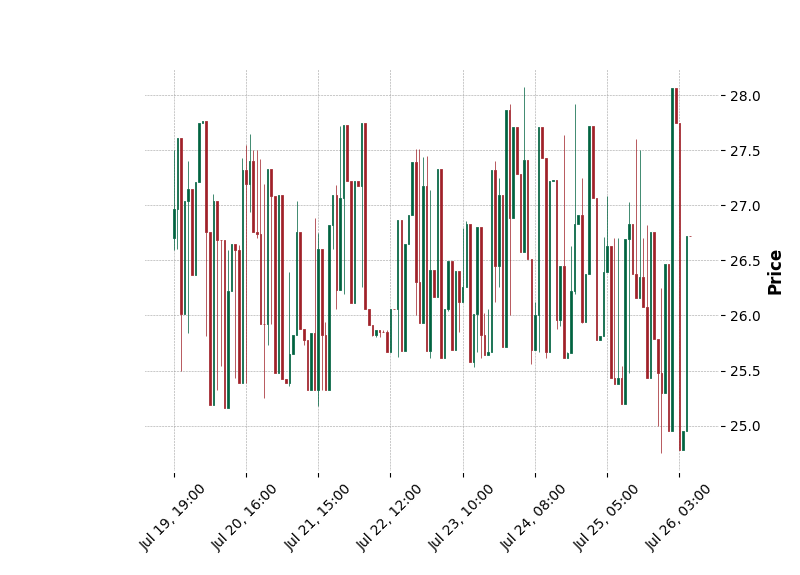 28.0
27.5
27.0
26.5
26.0
25.5
25.0
Price
Jul 19, 19:00
Jul 20, 16:00
Jul 21, 15:00
Jul 22, 12:00
Jul 23, 10:00
Jul 24, 08:00
Jul 25, 05:00
Jul 26, 03:00